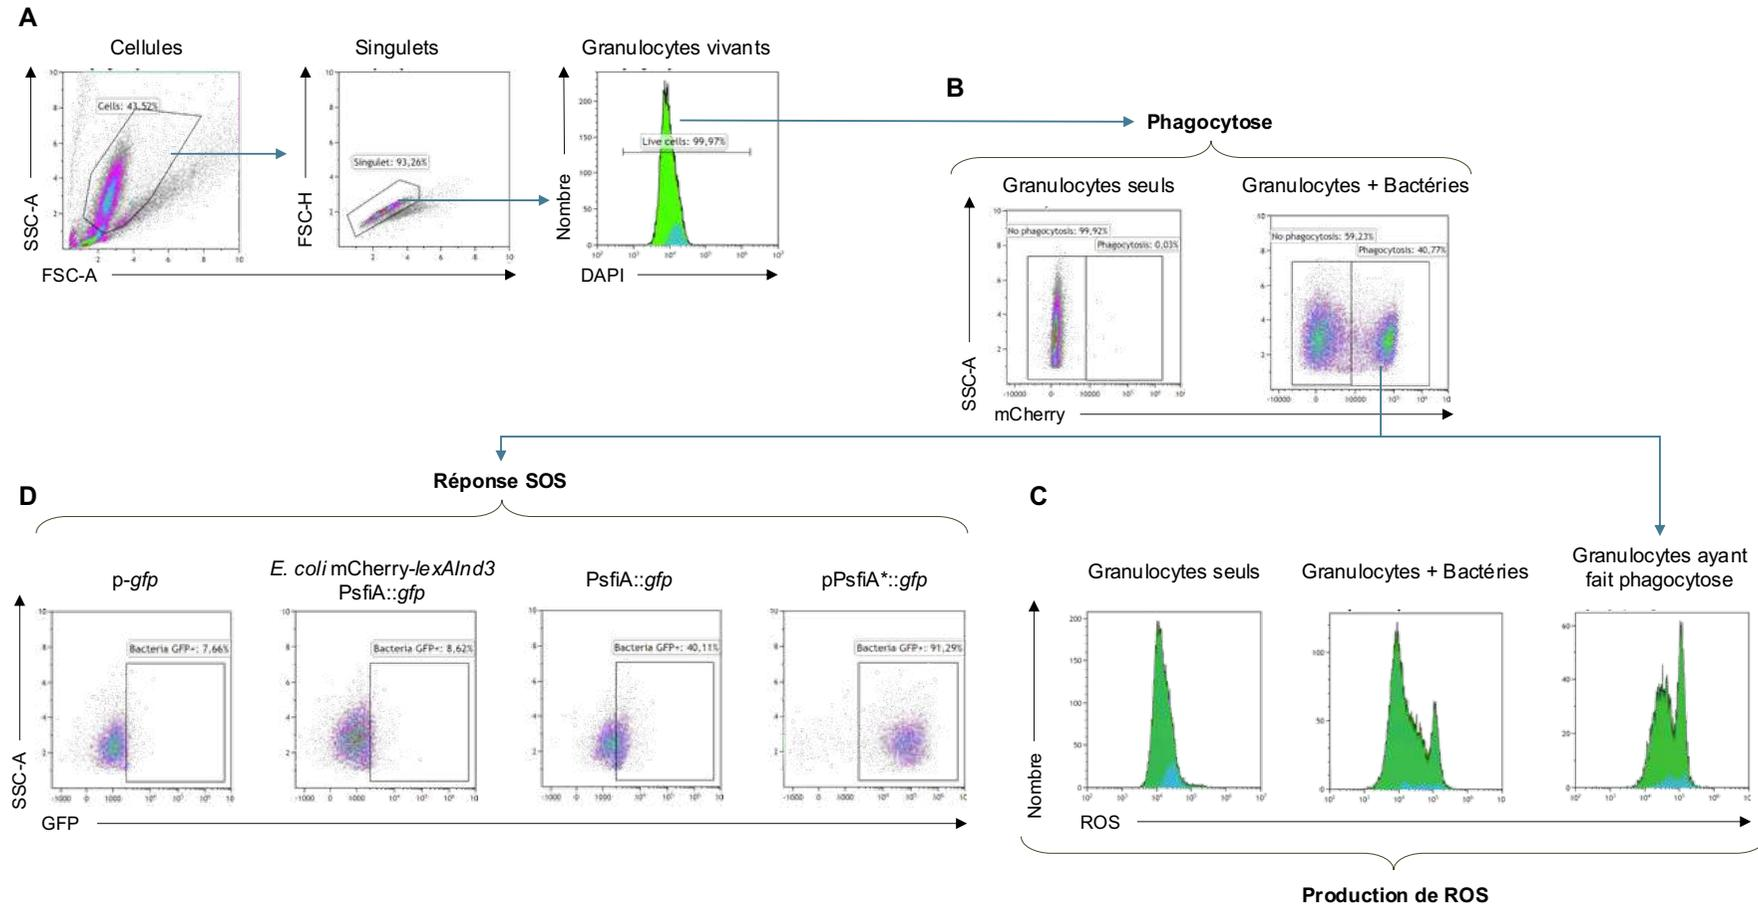 A
Cellules
Singulets
Granulocytes vivants
Cells: 43,52%
Singulet: 93,26%
Live cells: 99,97%
SSC-A
FSC-H
Nombre
FSC-A
DAPI
B
Phagocytose
Granulocytes seuls
Granulocytes + Bactéries
No phagocytosis: 99,92%
Phagocytosis: 0,03%
No phagocytosis: 59,23%
Phagocytosis: 40,77%
SSC-A
mCherry
Réponse SOS
D
p-gfp
E. coli mCherry-lexAInd3
PsfiA::gfp
PsfiA::gfp
pPsfiA*::gfp
Bacteria GFP+: 7,66%
Bacteria GFP+: 8,62%
Bacteria GFP+: 40,11%
Bacteria GFP+: 91,29%
SSC-A
GFP
C
Granulocytes seuls
Granulocytes + Bactéries
Granulocytes ayant
fait phagocytose
Nombre
ROS
Production de ROS